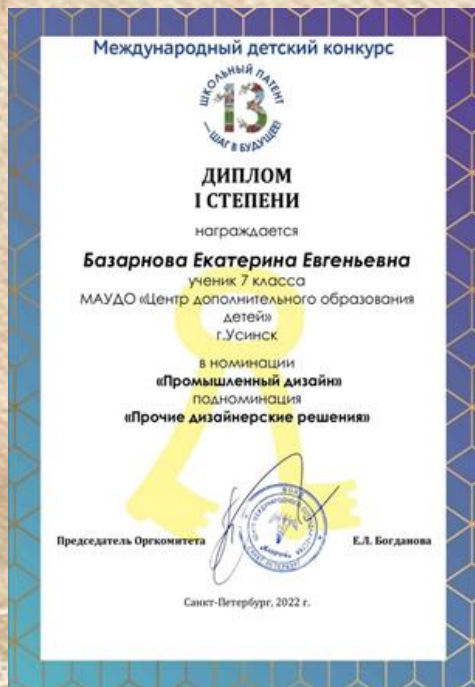 Международный детский конкурс
ШКОЛЬНЫЙ ПАТЕНТ
13
— ШАГ В БУДУЩЕЕ!
ДИПЛОМ
I СТЕПЕНИ
награждается
Базарнова Екатерина Евгеньевна
ученик 7 класса
МАУДО «Центр дополнительного образования
детей»
г.Усинск
в номинации
«Промышленный дизайн»
подноминация
«Прочие дизайнерские решения»
Председатель Оргкомитета
Е.Л. Богданова
Санкт-Петербург, 2022 г.